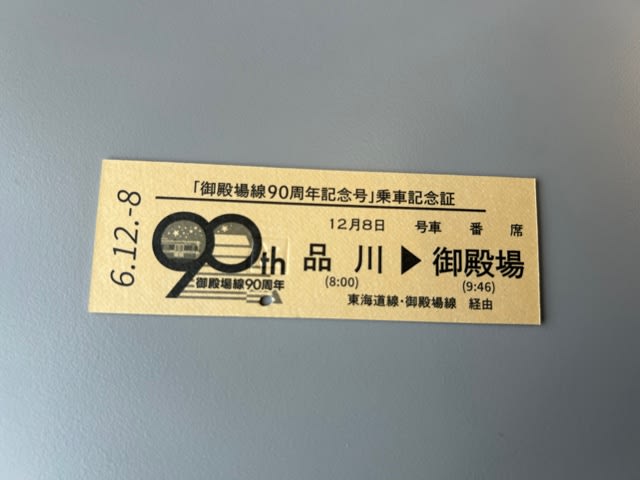 6.12.-8
「御殿場線90周年記念号」乗車記念証
12月8日 号車 番 席
90th
御殿場線90周年
品川 ▶ 御殿場
(8:00) (9:46)
東海道線・御殿場線 経由